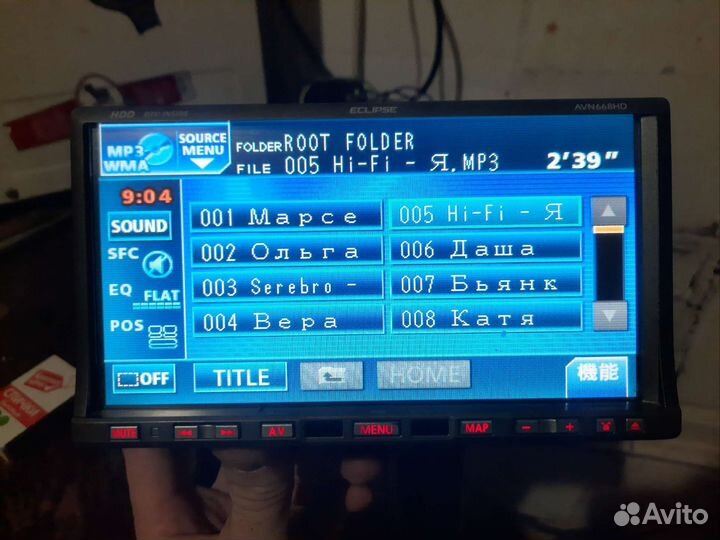 HDD ECLIPSE AVN668HD
MP3 WMA
SOURCE MENU
FOLDER ROOT FOLDER
FILE 005 Hi-Fi - Я.MP3 2'39"
9:04
SOUND
SFC
EQ FLAT
POS
001 Марсе
002 Ольга
003 Serebro -
004 Вера
005 Hi-Fi - Я
006 Даша
007 Бьянк
008 Катя
OFF TITLE HOME 機能
MUTE AV MENU MAP - +
Avito